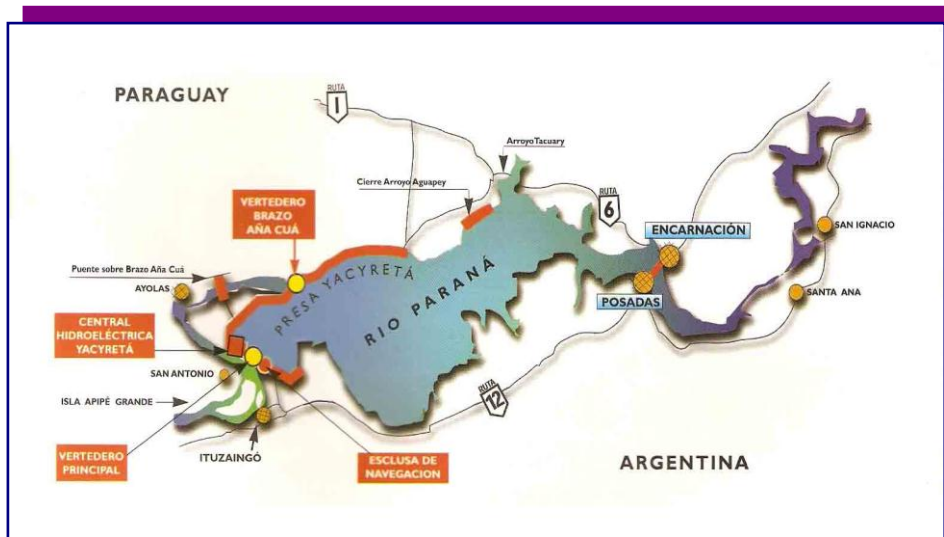 PARAGUAY
RUTA
1
Arroyo Tacuary
Cierre Arroyo Aguapey
RUTA
6
VERTEDERO
BRAZO
AÑA CUÁ
ENCARNACIÓN
SAN IGNACIO
Puente sobre Brazo Aña Cuá
AYOLAS
PRESA YACYRETÁ
RÍO PARANÁ
POSADAS
SANTA ANA
CENTRAL
HIDROELÉCTRICA
YACYRETÁ
SAN ANTONIO
ISLA APIPÉ GRANDE
RUTA
12
ITUZAINGÓ
VERTEDERO
PRINCIPAL
ESCLUSA DE
NAVEGACION
ARGENTINA